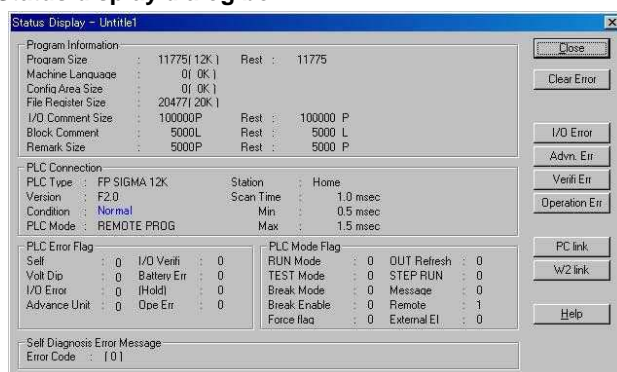 Status Display - Untitle1
Program Information
Program Size : 11775( 12K ) Rest : 11775
Machine Language : 0( 0K )
Config Area Size : 0( 0K )
File Register Size : 20477( 20K )
I/O Comment Size : 100000P Rest : 100000 P
Block Comment : 5000L Rest : 5000 L
Remark Size : 5000P Rest : 5000 P
PLC Connection
PLC Type : FP SIGMA 12K Station : Home
Version : F2.0 Scan Time : 1.0 msec
Condition : Normal Min : 0.5 msec
PLC Mode : REMOTE PROG Max : 1.5 msec
PLC Error Flag
Self : 0 I/O Verifi : 0
Volt Dip : 0 Battery Err : 0
I/O Error : 0 (Hold) : 0
Advance Unit : 0 Ope Err : 0
PLC Mode Flag
RUN Mode : 0 OUT Refresh : 0
TEST Mode : 0 STEP RUN : 0
Break Mode : 0 Message : 0
Break Enable : 0 Remote : 1
Force flag : 0 External EI : 0
Self Diagnosis Error Message
Error Code : [ 0 ]
Close
Clear Error
I/O Error
Advn. Err
Verifi Err
Operation Err
PC link
W2 link
Help